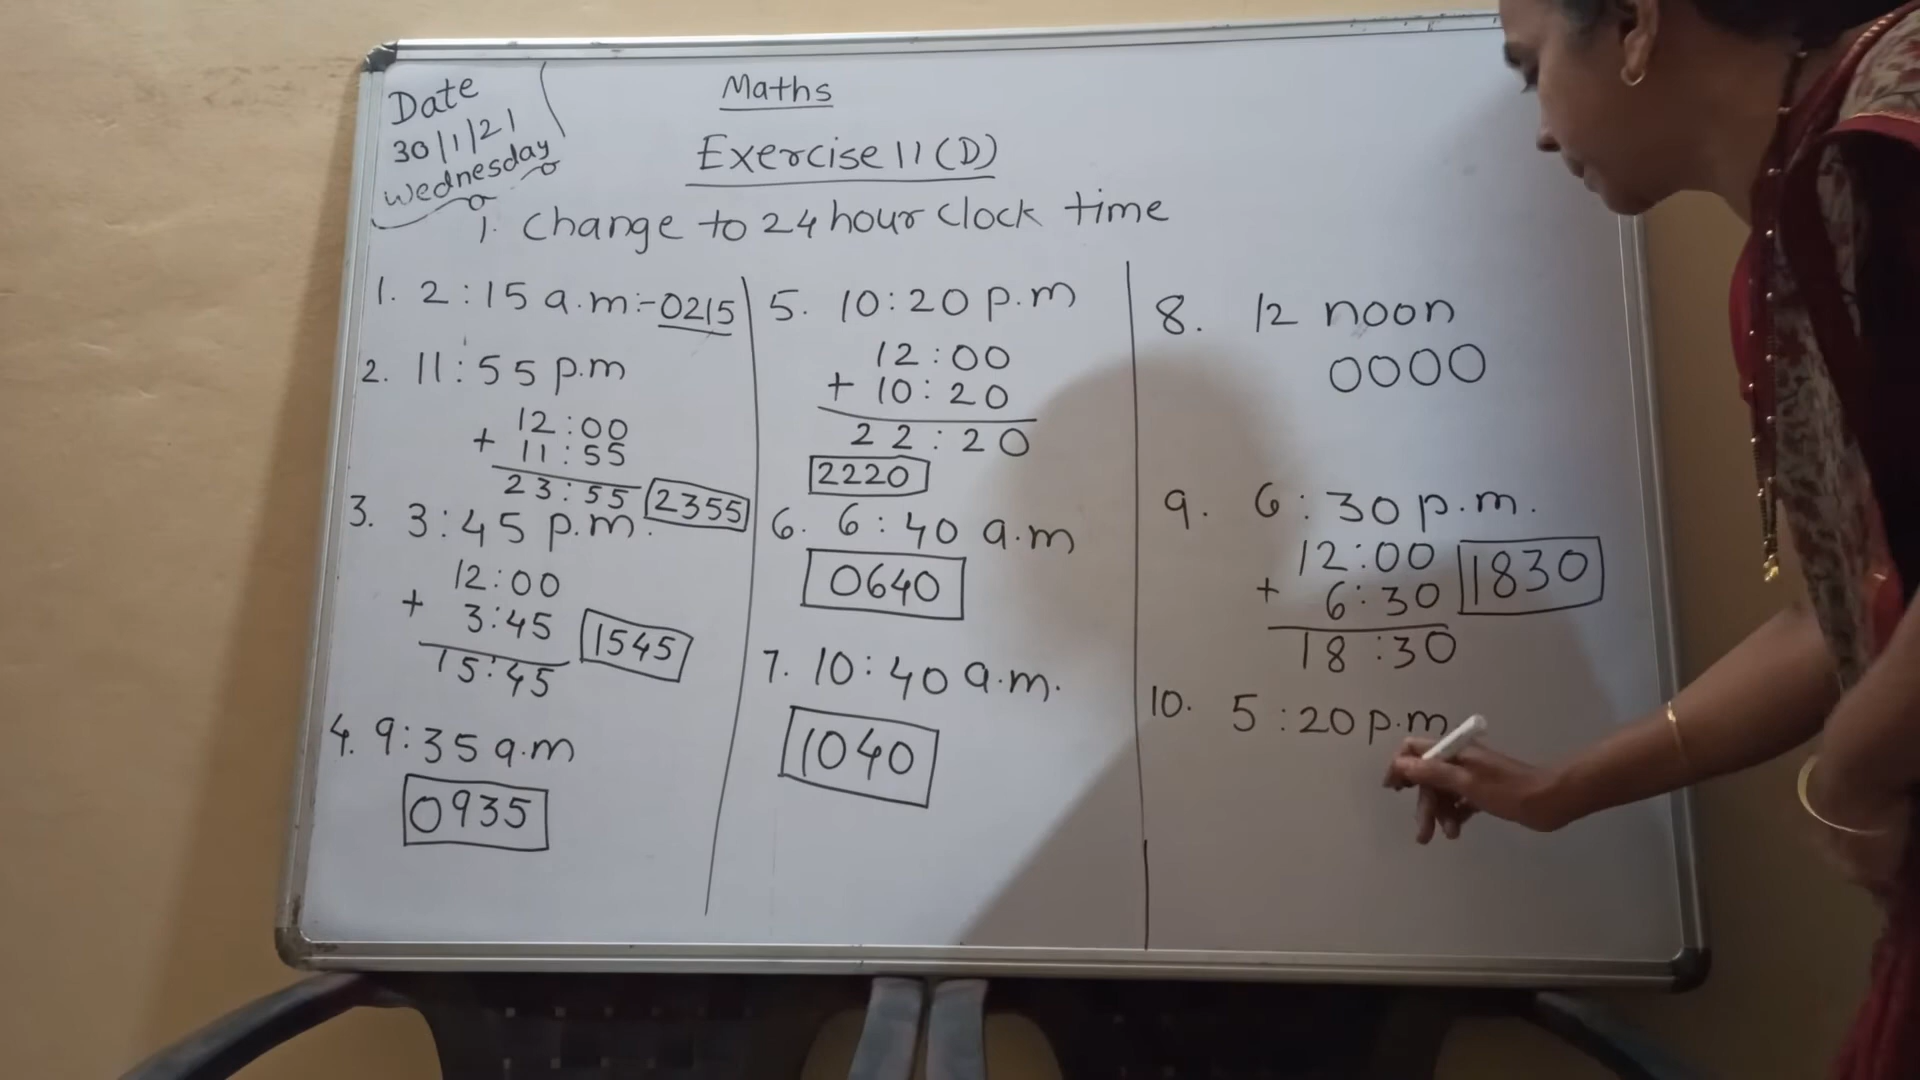 Date
30/1/21
Wednesday
Maths
Exercise 11 (D)
1. Change to 24 hour Clock time
1. 2:15 a.m:- 0215
2. 11:55 p.m
12:00
+ 11:55
23:55 2355
3. 3:45 p.m.
12:00
+ 3:45
15:45 1545
4. 9:35 a.m
0935
5. 10:20 p.m
12:00
+ 10:20
22:20
2220
6. 6:40 a.m
0640
7. 10:40 a.m.
1040
8. 12 noon
0000
9. 6:30 p.m.
12:00
+ 6:30 1830
18:30
10. 5:20 p.m